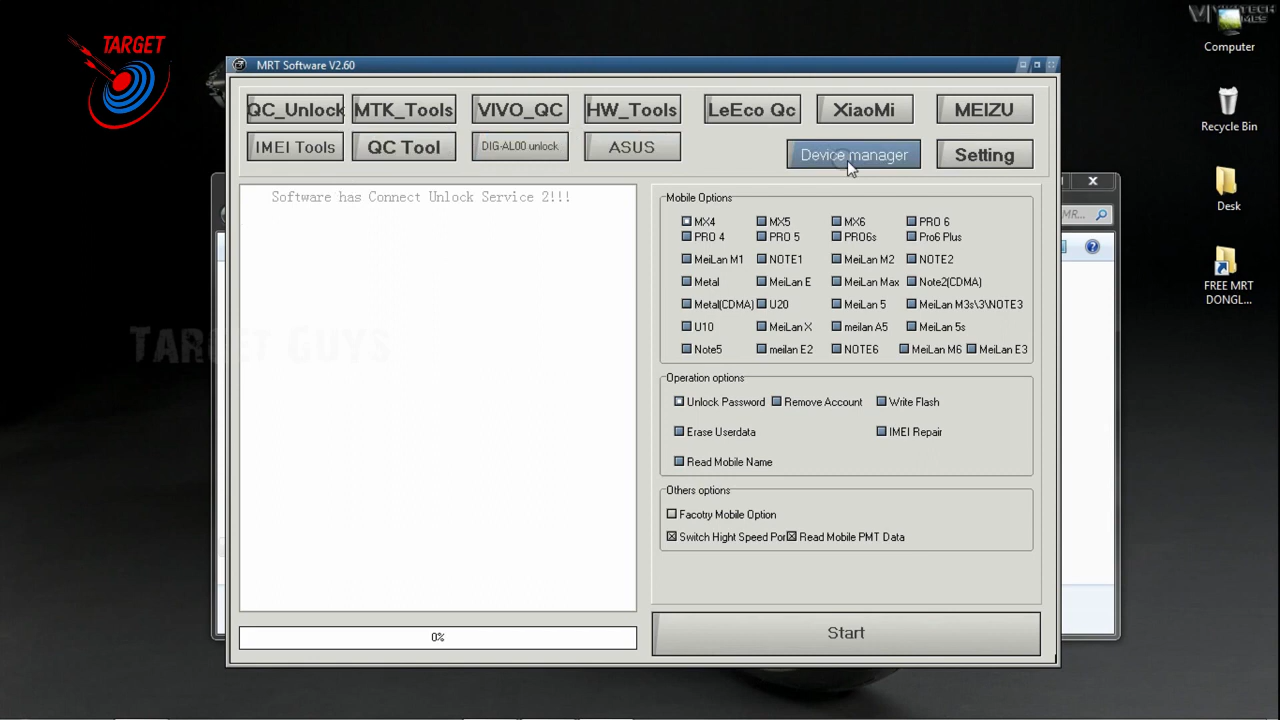 TARGET
MRT Software V2.60
QC_Unlock MTK_Tools VIVO_QC HW_Tools LeEco Qc XiaoMi MEIZU
IMEI Tools QC Tool DIG-AL00 unlock ASUS Device manager Setting
Software has Connect Unlock Service 2!!!
Mobile Options
MX4 MX5 MX6 PRO 6
PRO 4 PRO 5 PRO6s Pro6 Plus
MeiLan M1 NOTE1 MeiLan M2 NOTE2
Metal MeiLan E MeiLan Max Note2(CDMA)
Metal(CDMA) U20 MeiLan 5 MeiLan M3s\3\NOTE3
U10 MeiLan X meilan A5 MeiLan 5s
Note5 meilan E2 NOTE6 MeiLan M6 MeiLan E3
Operation options
Unlock Password Remove Account Write Flash
Erase Userdata IMEI Repair
Read Mobile Name
Others options
Facotry Mobile Option
Switch Hight Speed Por Read Mobile PMT Data
0%
Start
TARGET GUYS
MR...
Computer
Recycle Bin
Desk
FREE MRT
DONGL...